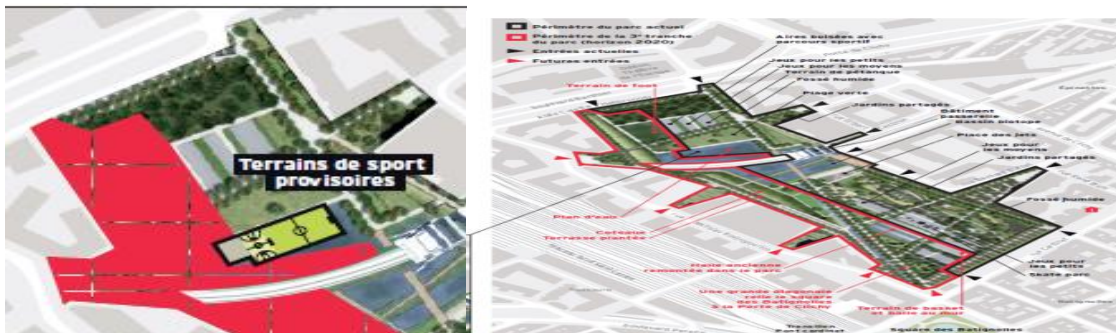 Terrains de sport
provisoires
Périmètre du parc actuel
Périmètre de la 3e tranche
du parc (horizon 2020)
Entrées actuelles
Futures entrées
Aires boisées avec
parcours sportif
Jeux pour les petits
Jeux pour les moyens
Terrain de pétanque
Fossé humide
Plage verte
Jardins partagés
Bâtiment
passerelle
Bassin biotope
Place des jets
Jeux pour
les moyens
Jardins partagés
Fossé humide
Jeux pour
les petits
Skate parc
Terrain de foot
Plan d'eau
Coteaux
Terrasse plantée
Halle ancienne
remontée dans le parc
Une grande diagonale
relie le square
des Batignolles
à la Porte de Clichy
Terrain de basket
et balle au mur
Square des Batignolles